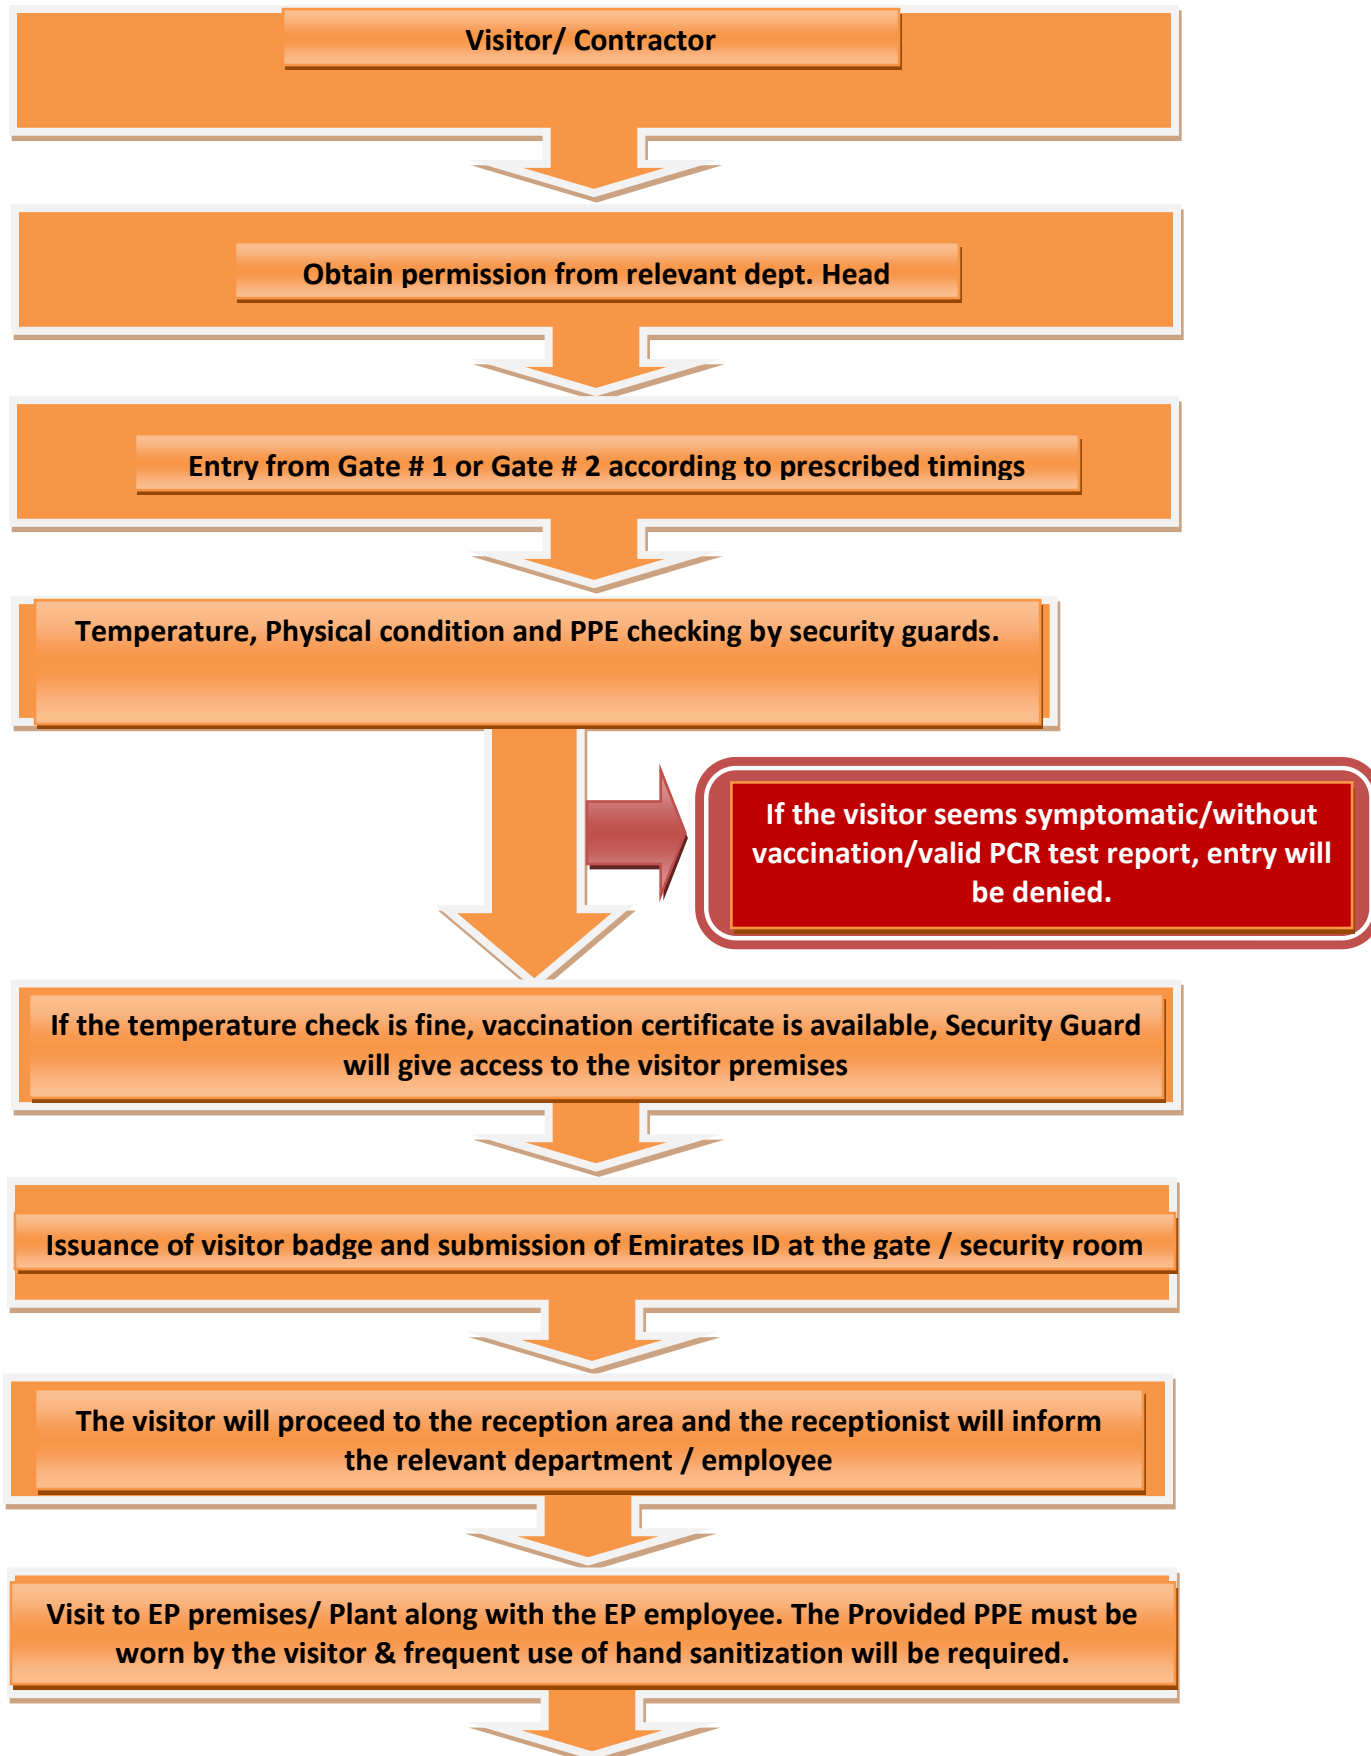 Visitor/ Contractor
Obtain permission from relevant dept. Head
Entry from Gate # 1 or Gate # 2 according to prescribed timings
Temperature, Physical condition and PPE checking by security guards.
If the visitor seems symptomatic/without
vaccination/valid PCR test report, entry will
be denied.
If the temperature check is fine, vaccination certificate is available, Security Guard
will give access to the visitor premises
Issuance of visitor badge and submission of Emirates ID at the gate / security room
The visitor will proceed to the reception area and the receptionist will inform
the relevant department / employee
Visit to EP premises/ Plant along with the EP employee. The Provided PPE must be
worn by the visitor & frequent use of hand sanitization will be required.